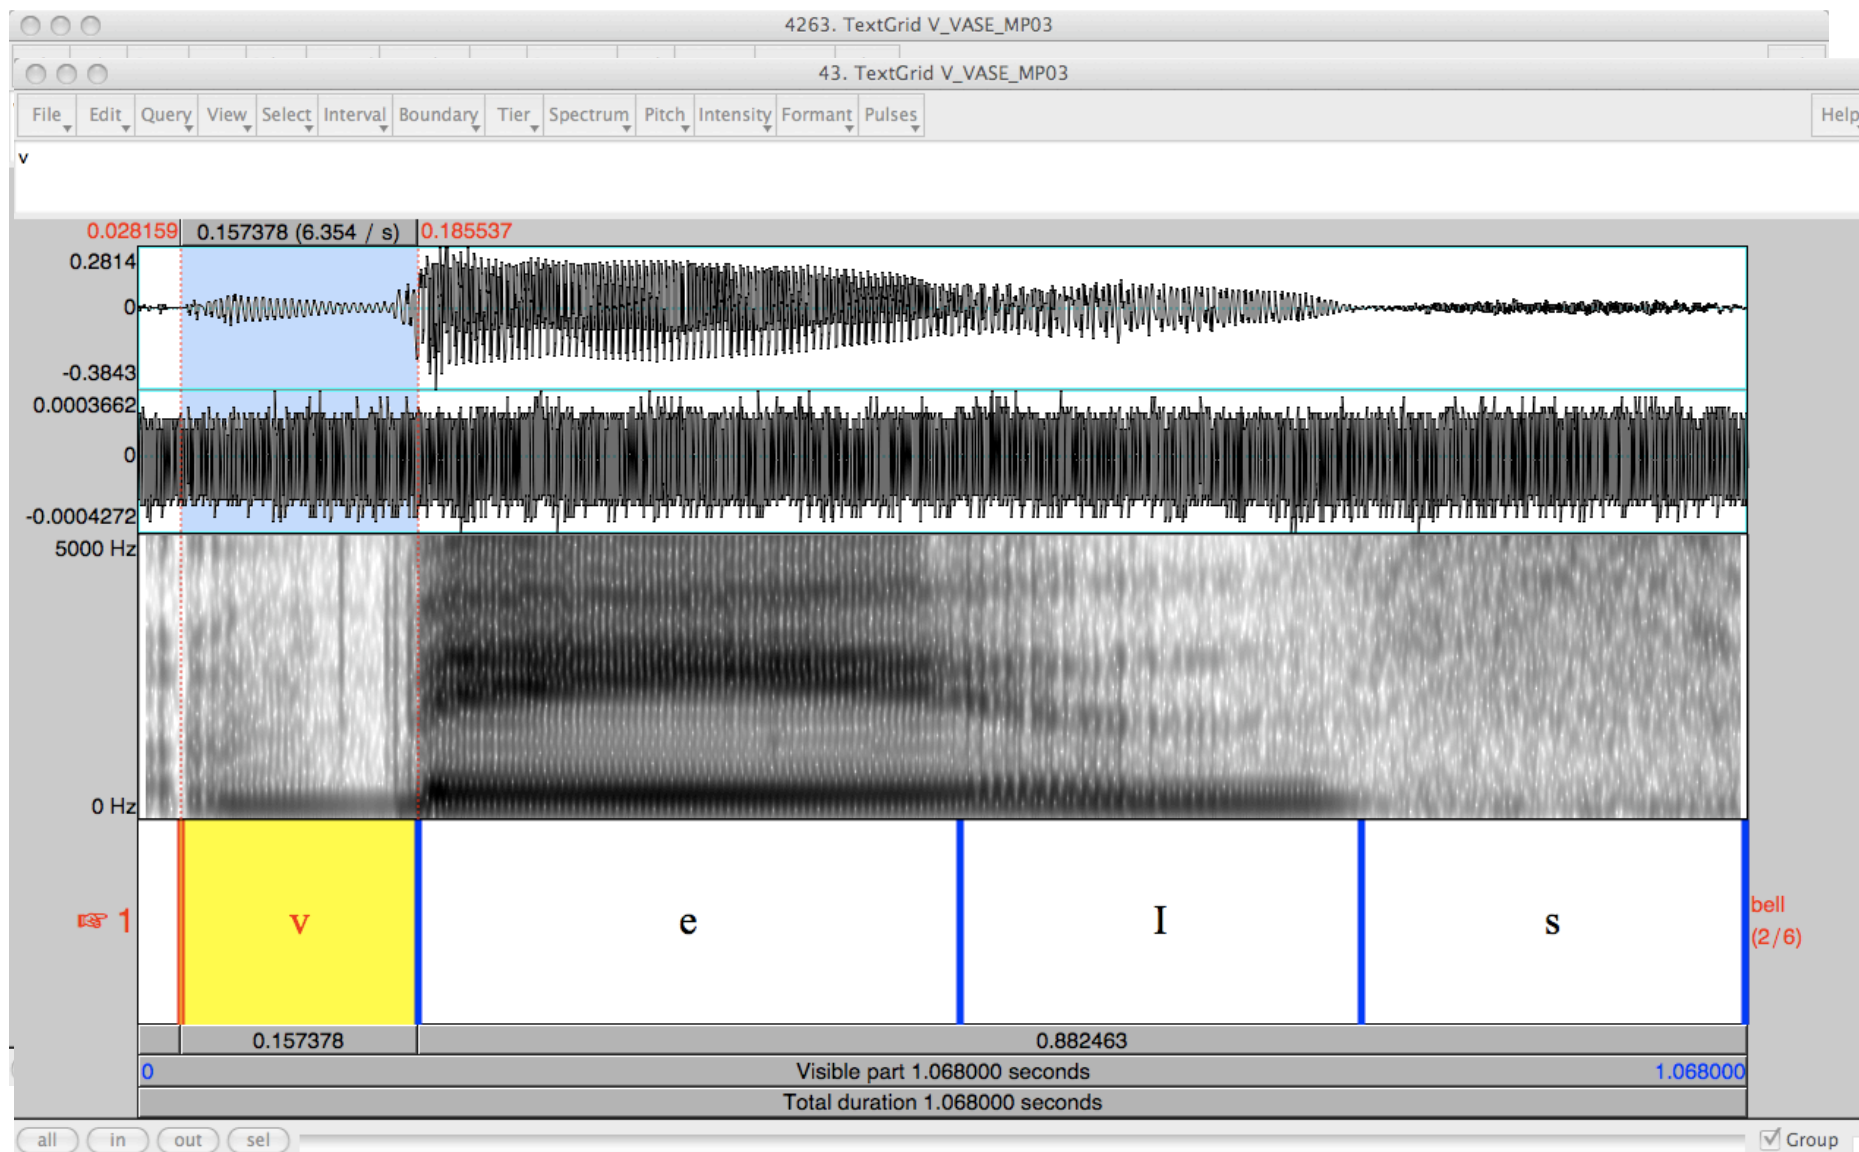 4263. TextGrid V_VASE_MP03
43. TextGrid V_VASE_MP03
File Edit Query View Select Interval Boundary Tier Spectrum Pitch Intensity Formant Pulses Help
v
0.028159 0.157378 (6.354 / s) 0.185537
0.2814
0
-0.3843
0.0003662
0
-0.0004272
5000 Hz
0 Hz
☞ 1 v e I s bell
(2/6)
0.157378 0.882463
0 Visible part 1.068000 seconds 1.068000
Total duration 1.068000 seconds
all in out sel Group